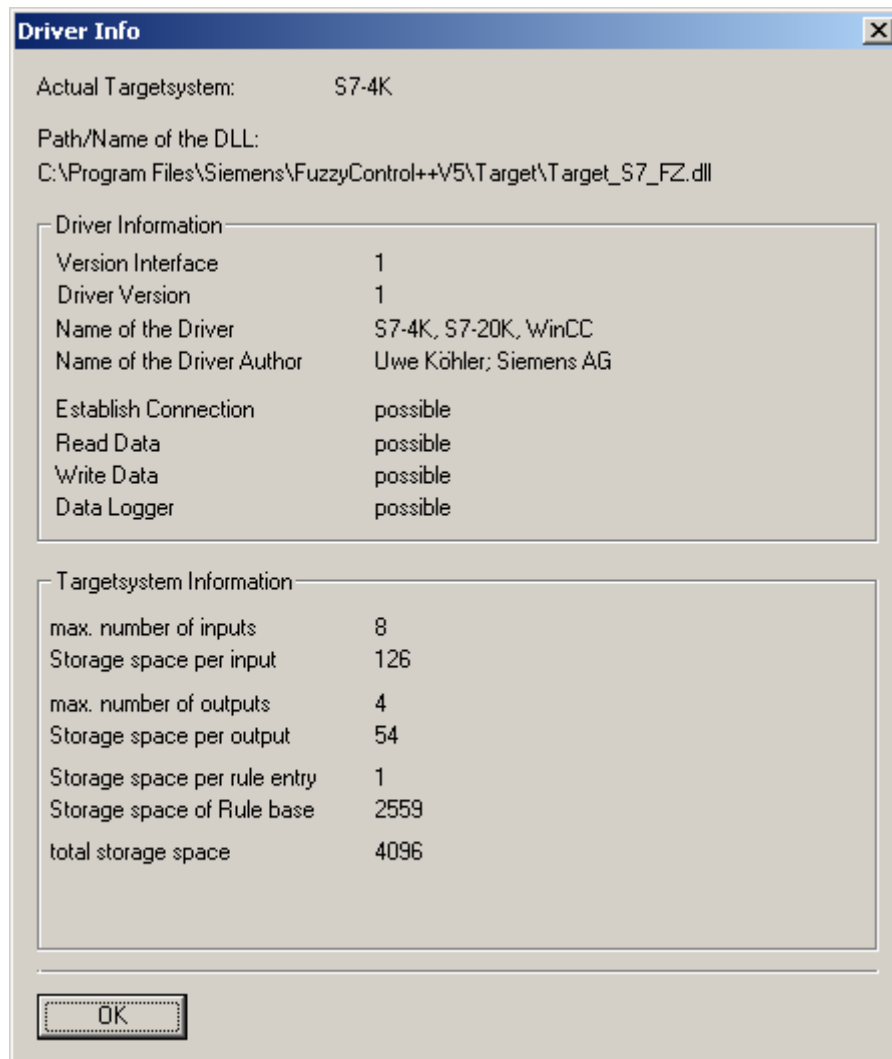 Driver Info
Actual Targetsystem: S7-4K
Path/Name of the DLL:
C:\Program Files\Siemens\FuzzyControl++V5\Target\Target_S7_FZ.dll
Driver Information
Version Interface 1
Driver Version 1
Name of the Driver S7-4K, S7-20K, WinCC
Name of the Driver Author Uwe Köhler; Siemens AG
Establish Connection possible
Read Data possible
Write Data possible
Data Logger possible
Targetsystem Information
max. number of inputs 8
Storage space per input 126
max. number of outputs 4
Storage space per output 54
Storage space per rule entry 1
Storage space of Rule base 2559
total storage space 4096
OK